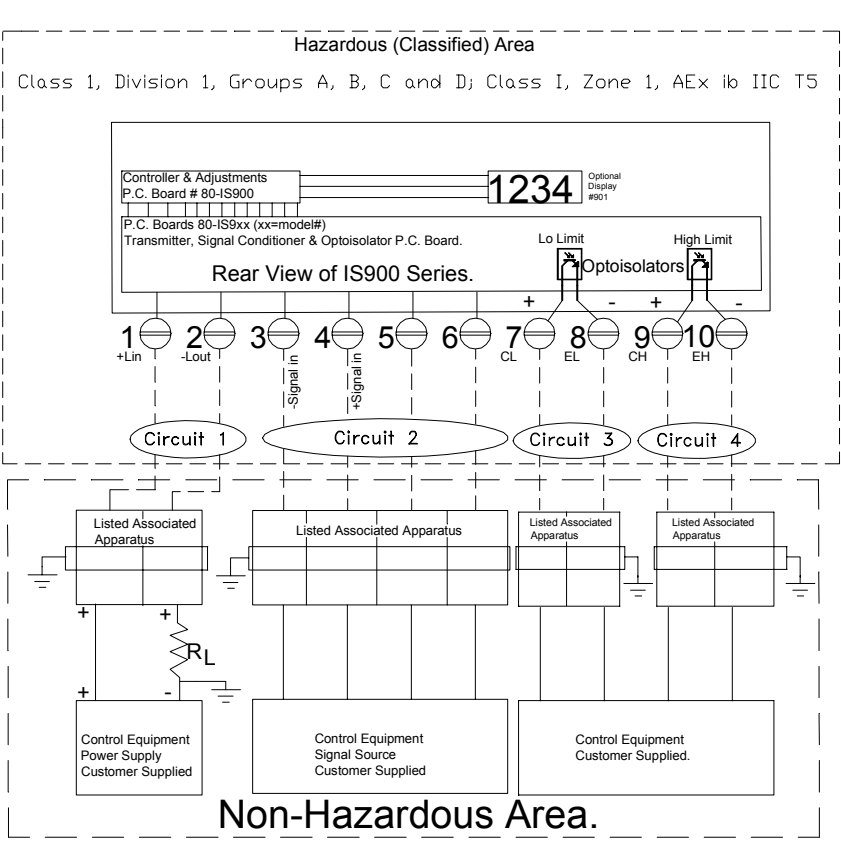 Hazardous (Classified) Area
Class 1, Division 1, Groups A, B, C and D; Class I, Zone 1, AEx ib IIC T5
Controller & Adjustments
P.C. Board # 80-IS900
1234
Optional
Display
#901
P.C. Boards 80-IS9xx (xx=model#)
Transmitter, Signal Conditioner & Optoisolator P.C. Board.
Lo Limit
High Limit
Rear View of IS900 Series.
Optoisolators
+ - + -
1 2 3 4 5 6 7 8 9 10
+Lin
-Lout
-Signal in
+Signal in
CL
EL
CH
EH
Circuit 1
Circuit 2
Circuit 3
Circuit 4
Listed Associated
Apparatus
Listed Associated Apparatus
Listed Associated
Apparatus
Listed Associated
Apparatus
+ +
RL
+ -
Control Equipment
Power Supply
Customer Supplied
Control Equipment
Signal Source
Customer Supplied
Control Equipment
Customer Supplied.
Non-Hazardous Area.